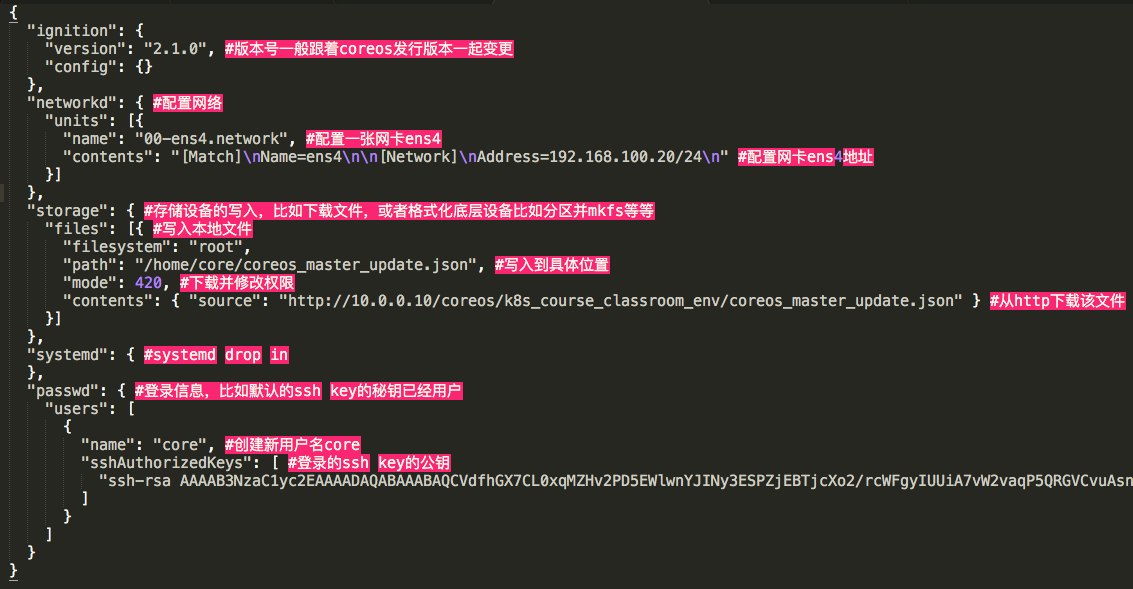 {
  "ignition": {
    "version": "2.1.0", #版本号一般跟着coreos发行版本一起变更
    "config": {}
  },
  "networkd": { #配置网络
    "units": [{
      "name": "00-ens4.network", #配置一张网卡ens4
      "contents": "[Match]\nName=ens4\n\n[Network]\nAddress=192.168.100.20/24\n" #配置网卡ens4地址
    }]
  },
  "storage": { #存储设备的写入，比如下载文件，或者格式化底层设备比如分区并mkfs等等
    "files": [{ #写入本地文件
      "filesystem": "root",
      "path": "/home/core/coreos_master_update.json", #写入到具体位置
      "mode": 420, #下载并修改权限
      "contents": { "source": "http://10.0.0.10/coreos/k8s_course_classroom_env/coreos_master_update.json" } #从http下载该文件
    }]
  },
  "systemd": { #systemd drop in
  },
  "passwd": { #登录信息，比如默认的ssh key的秘钥已经用户
    "users": [
      {
        "name": "core", #创建新用户名core
        "sshAuthorizedKeys": [ #登录的ssh key的公钥
          "ssh-rsa AAAAB3NzaC1yc2EAAAADAQABAAABAQCVdfhGX7CL0xqMZHv2PD5EWlwnYJINy3ESPZjEBTjcXo2/rcWFgyIUUiA7vW2vaqP5QRGVCvuAsn
        ]
      }
    ]
  }
}